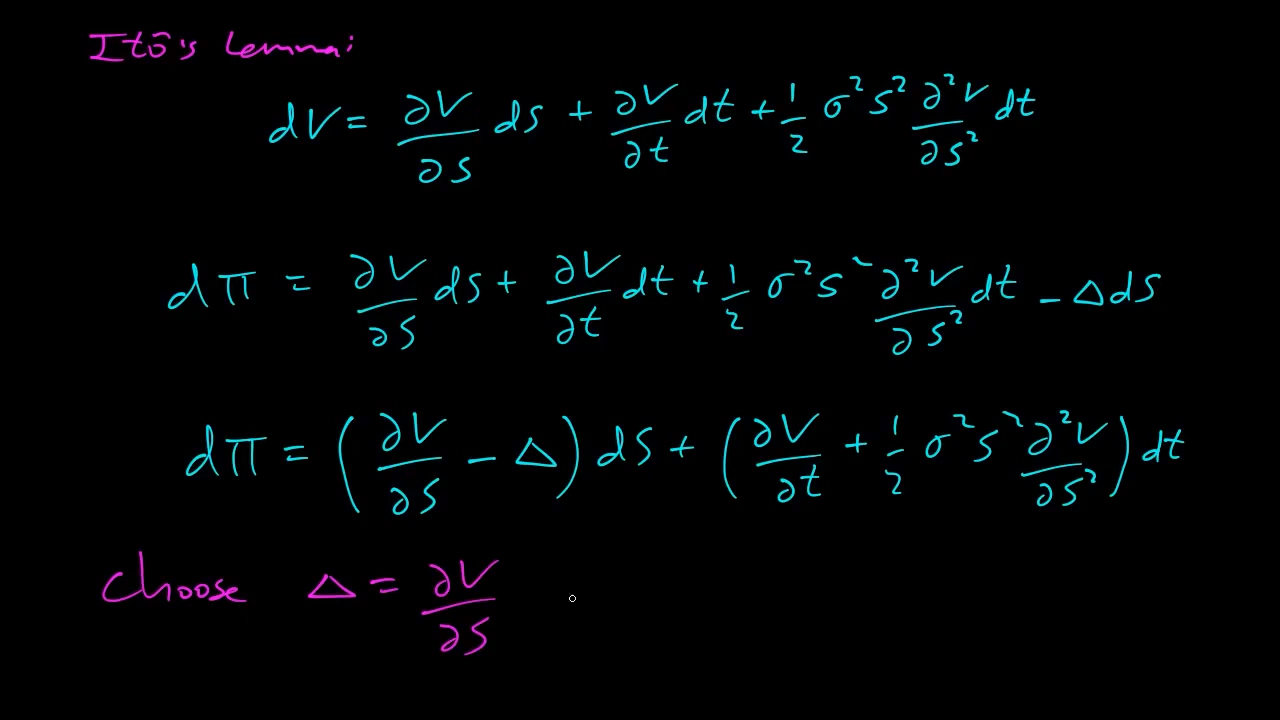 Itō's Lemma:
dV = ∂V/∂S dS + ∂V/∂t dt + 1/2 σ²S² ∂²V/∂S² dt
dΠ = ∂V/∂S dS + ∂V/∂t dt + 1/2 σ²S² ∂²V/∂S² dt - ΔdS
dΠ = (∂V/∂S - Δ) dS + (∂V/∂t + 1/2 σ²S² ∂²V/∂S²) dt
Choose Δ = ∂V/∂S